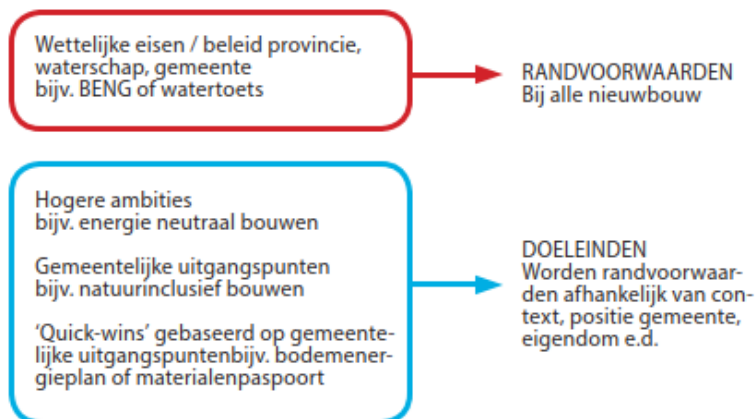 Wettelijke eisen / beleid provincie,
waterschap, gemeente
bijv. BENG of watertoets
RANDVOORWAARDEN
Bij alle nieuwbouw
Hogere ambities
bijv. energie neutraal bouwen
Gemeentelijke uitgangspunten
bijv. natuurinclusief bouwen
'Quick-wins' gebaseerd op gemeente-
lijke uitgangspuntenbijv. bodemener-
gieplan of materialenpaspoort
DOELEINDEN
Worden randvoorwaar-
den afhankelijk van con-
text, positie gemeente,
eigendom e.d.